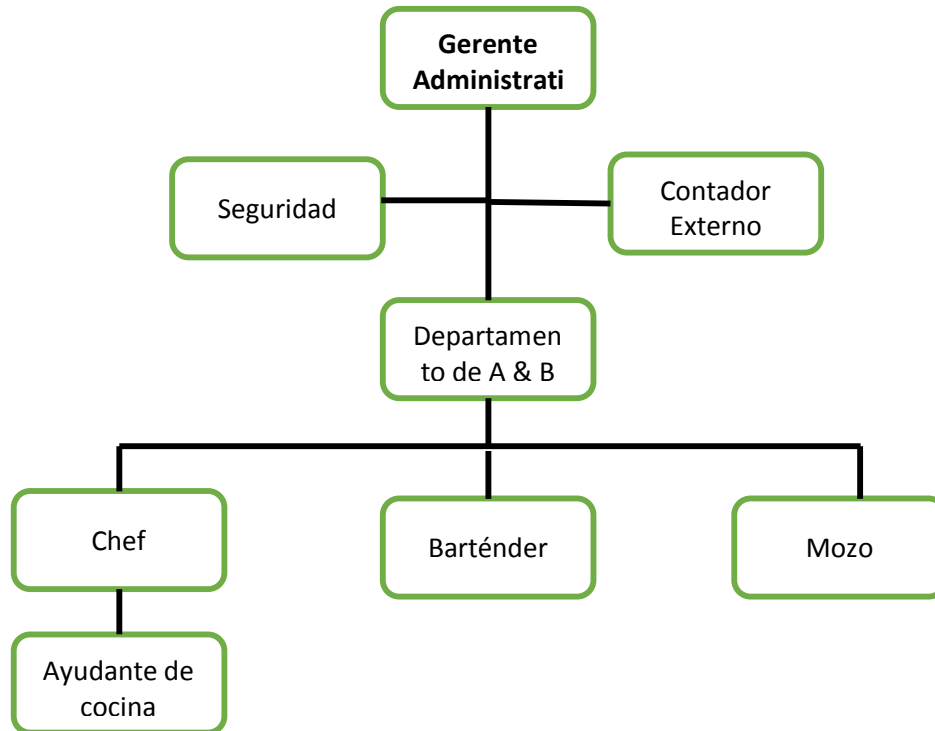 Gerente
Administrati
Seguridad
Contador
Externo
Departamen
to de A & B
Chef
Barténder
Mozo
Ayudante de
cocina